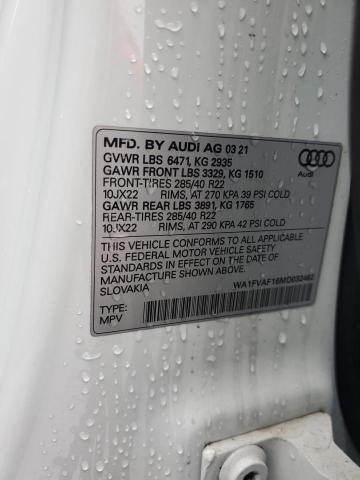 MFD. BY AUDI AG 03 21
GVWR LBS 6471, KG 2935
GAWR FRONT LBS 3329, KG 1510
FRONT-TIRES 285/40 R22
10JX22 RIMS, AT 270 KPA 39 PSI COLD
GAWR REAR LBS 3891, KG 1765
REAR-TIRES 285/40 R22
10JX22 RIMS, AT 290 KPA 42 PSI COLD
Audi
THIS VEHICLE CONFORMS TO ALL APPLICABLE
U.S. FEDERAL MOTOR VEHICLE SAFETY
STANDARDS IN EFFECT ON THE DATE OF
MANUFACTURE SHOWN ABOVE.
SLOVAKIA
WA1FVAF16MD032462
TYPE:
MPV